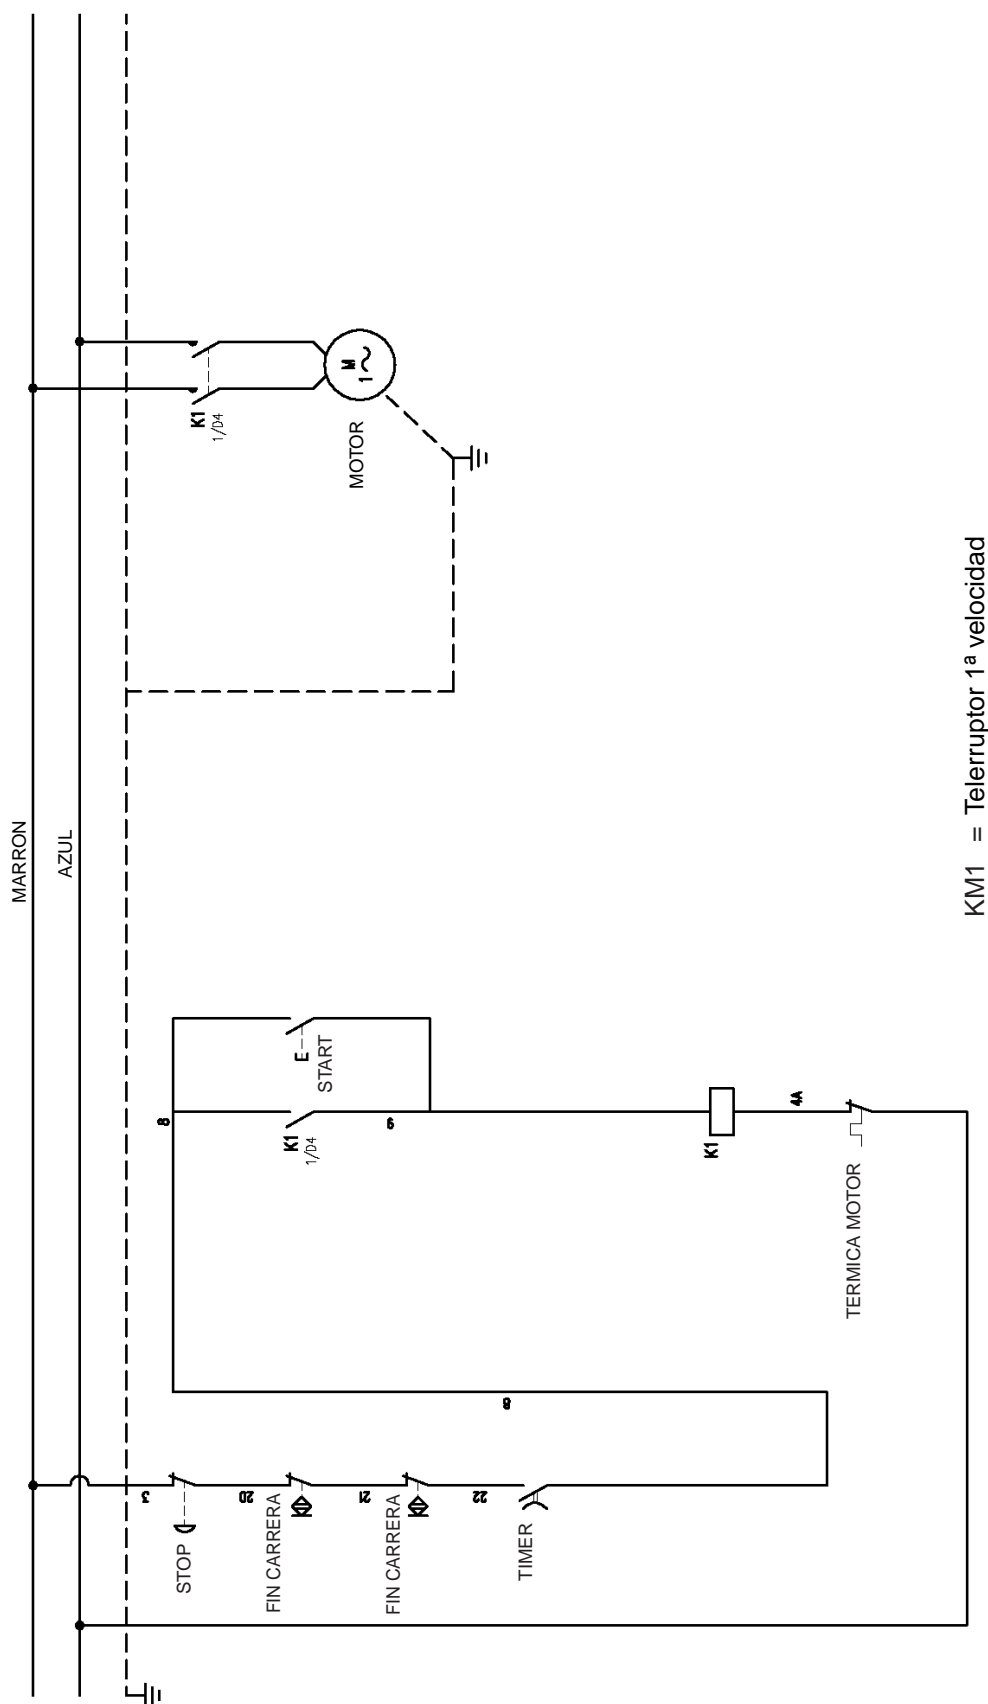 MARRON
AZUL
K1
1/D4
M
1
MOTOR
8
START
E
K1
1/D4
9
K1
4A
TERMICA MOTOR
8
3
STOP
20
FIN CARRERA
21
FIN CARRERA
22
TIMER
KM1 = Telerruptor 1ª velocidad